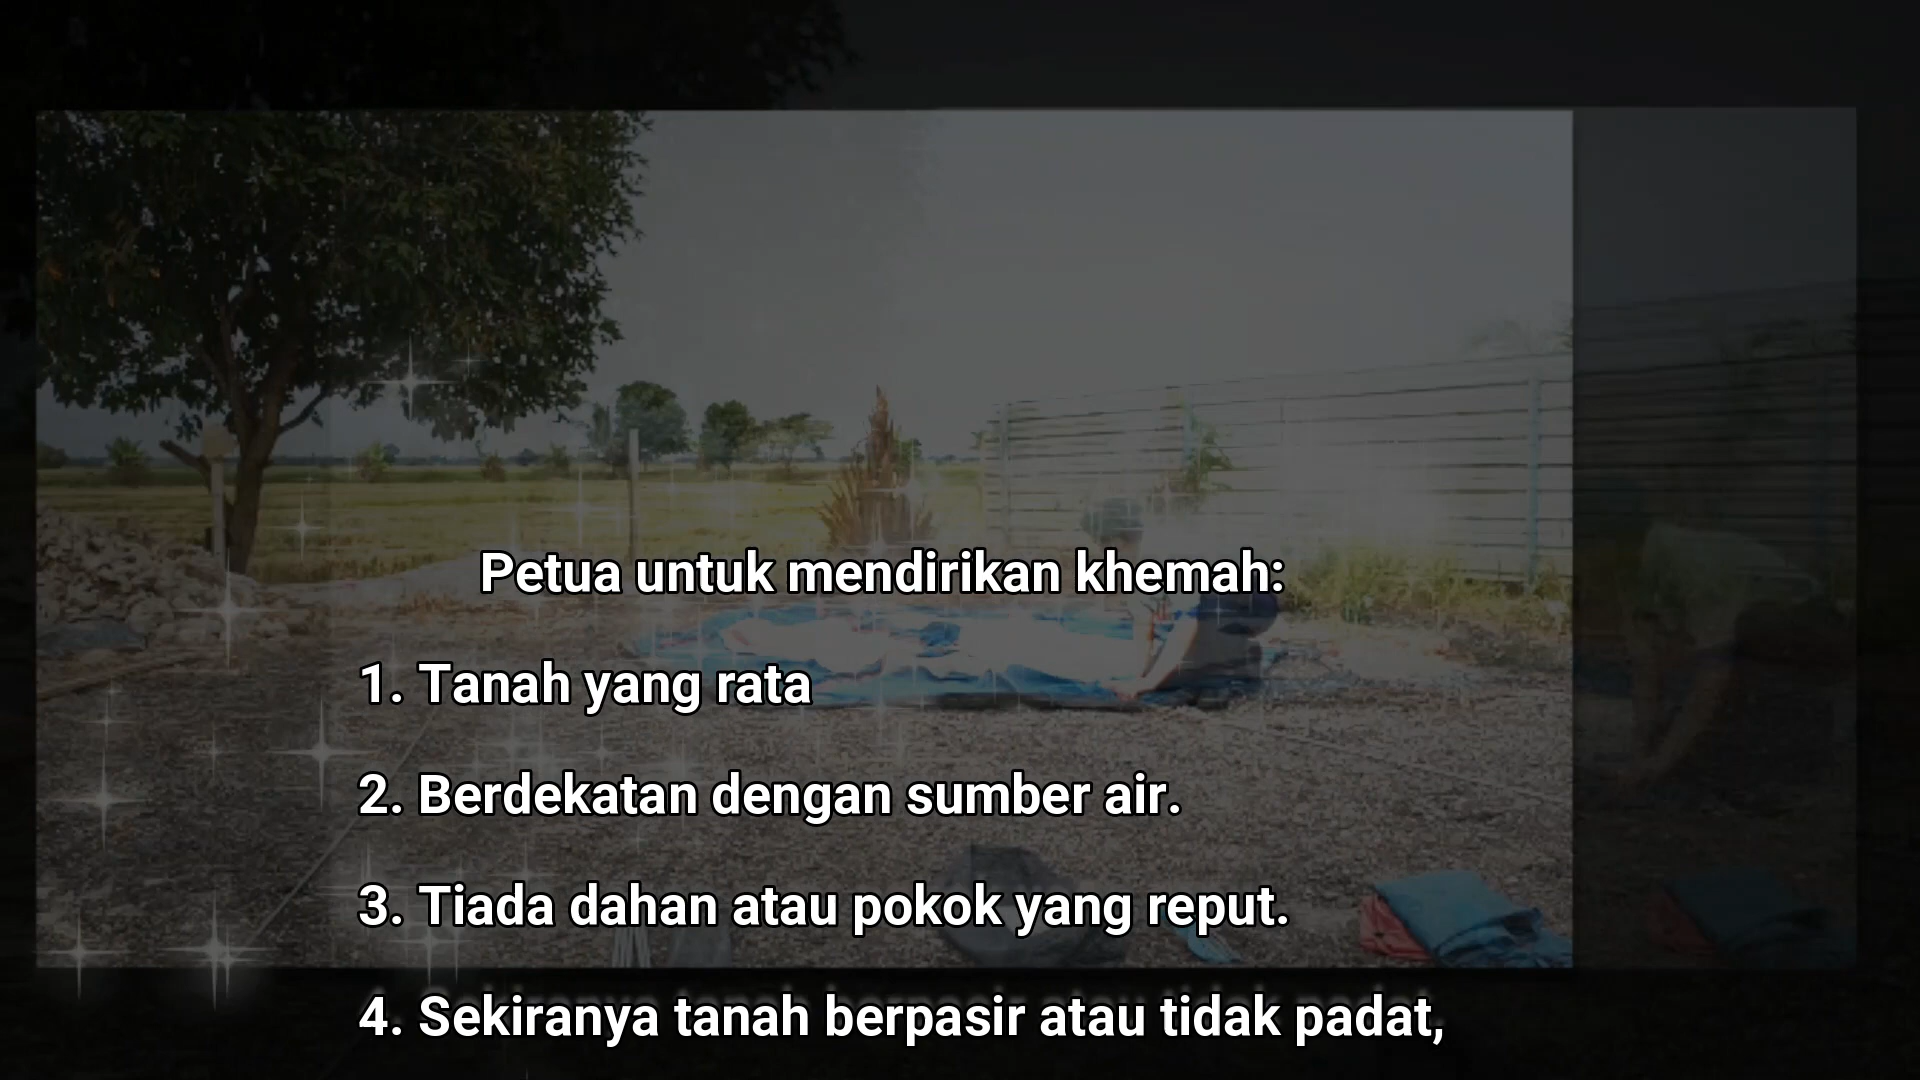 Petua untuk mendirikan khemah:
1. Tanah yang rata
2. Berdekatan dengan sumber air.
3. Tiada dahan atau pokok yang reput.
4. Sekiranya tanah berpasir atau tidak padat,